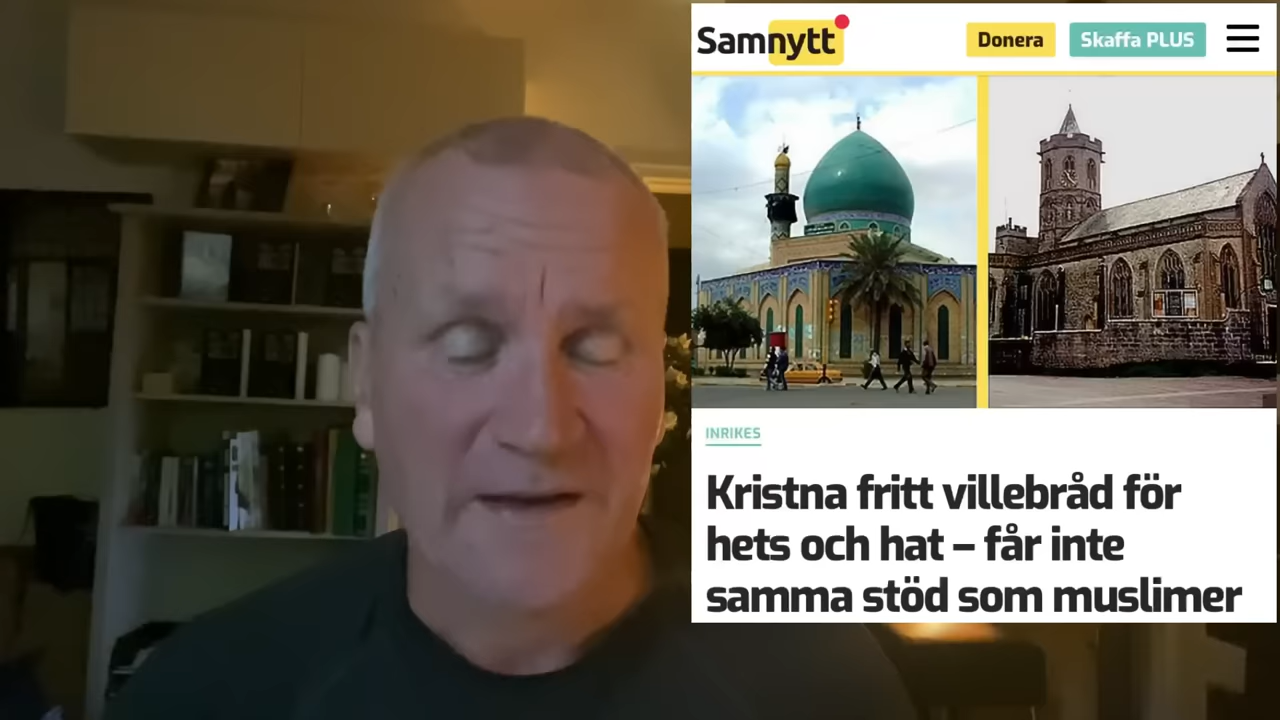 Samnytt
Donera
Skaffa PLUS
INRIKES
Kristna fritt villebråd för
hets och hat – får inte
samma stöd som muslimer